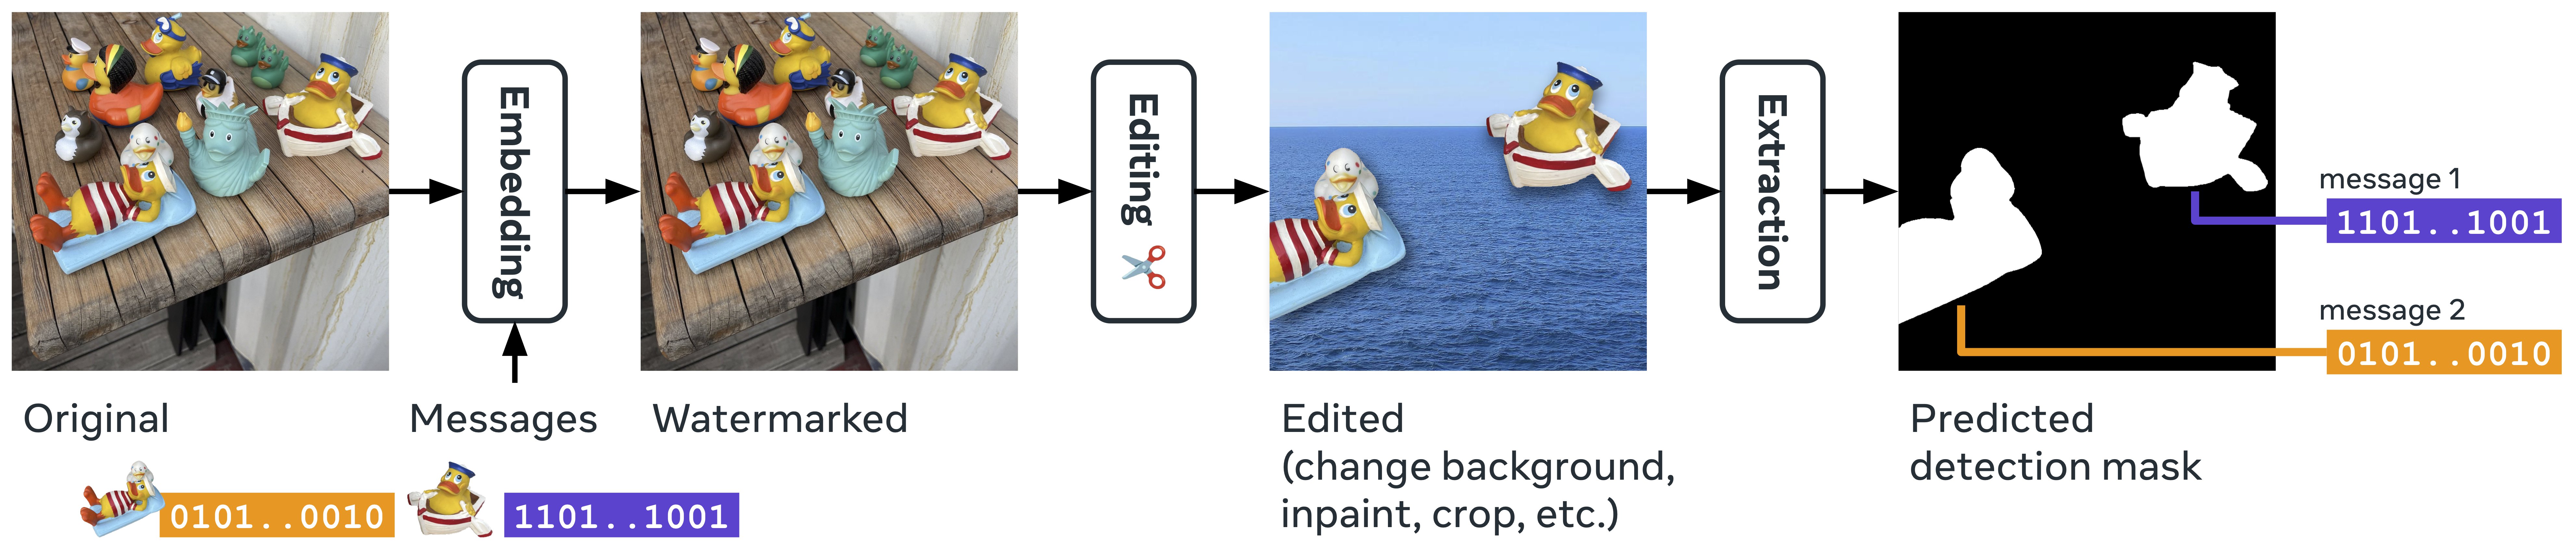 Embedding
Editing
Extraction
message 1
1101..1001
message 2
0101..0010
Original
Messages
Watermarked
Edited
(change background,
inpaint, crop, etc.)
Predicted
detection mask
0101..0010
1101..1001